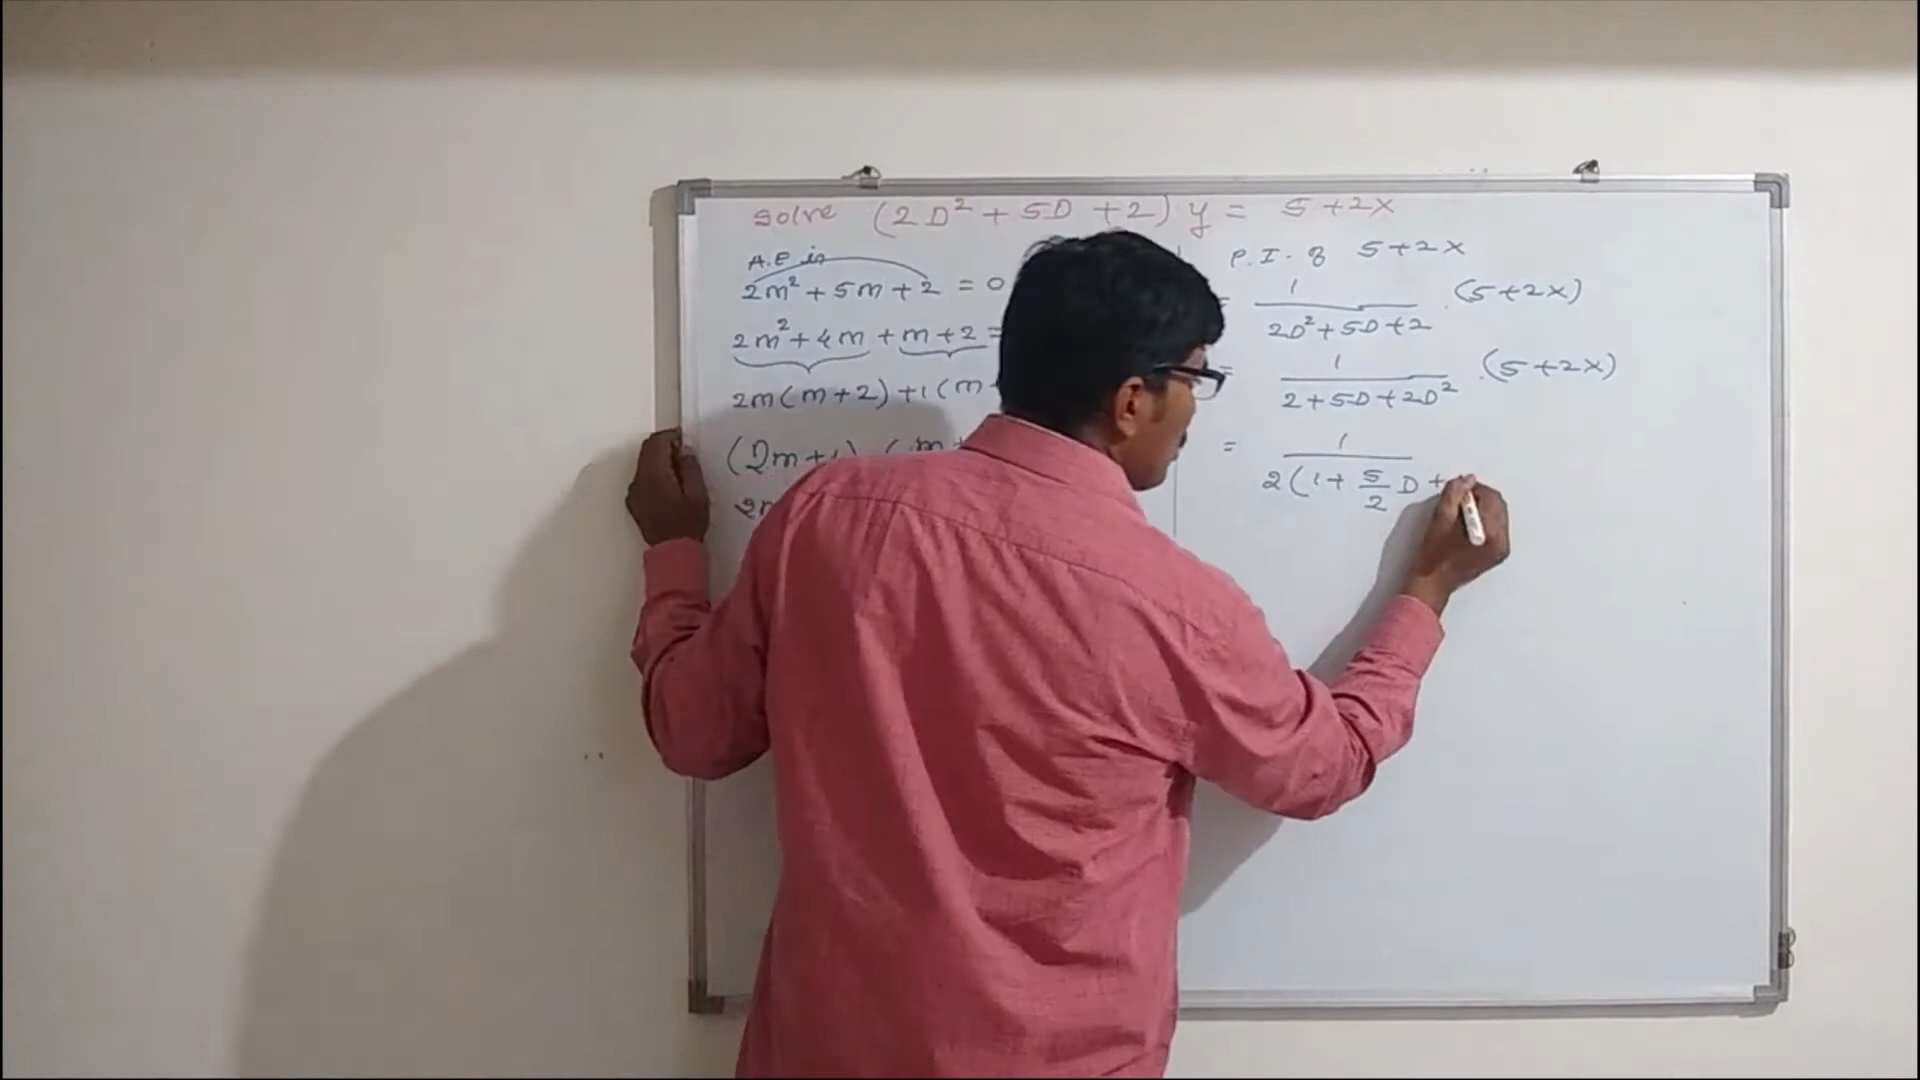 Solve (2D² + 5D + 2) y = 5 + 2x
A.E is
2m² + 5m + 2 = 0
2m² + 4m + m + 2 =
2m(m + 2) + 1(m
(2m + 1) (m +
2m
P.I. of 5 + 2x
= 1 / 2D² + 5D + 2 . (5 + 2x)
= 1 / 2 + 5D + 2D² . (5 + 2x)
= 1 / 2(1 + 5/2 D +